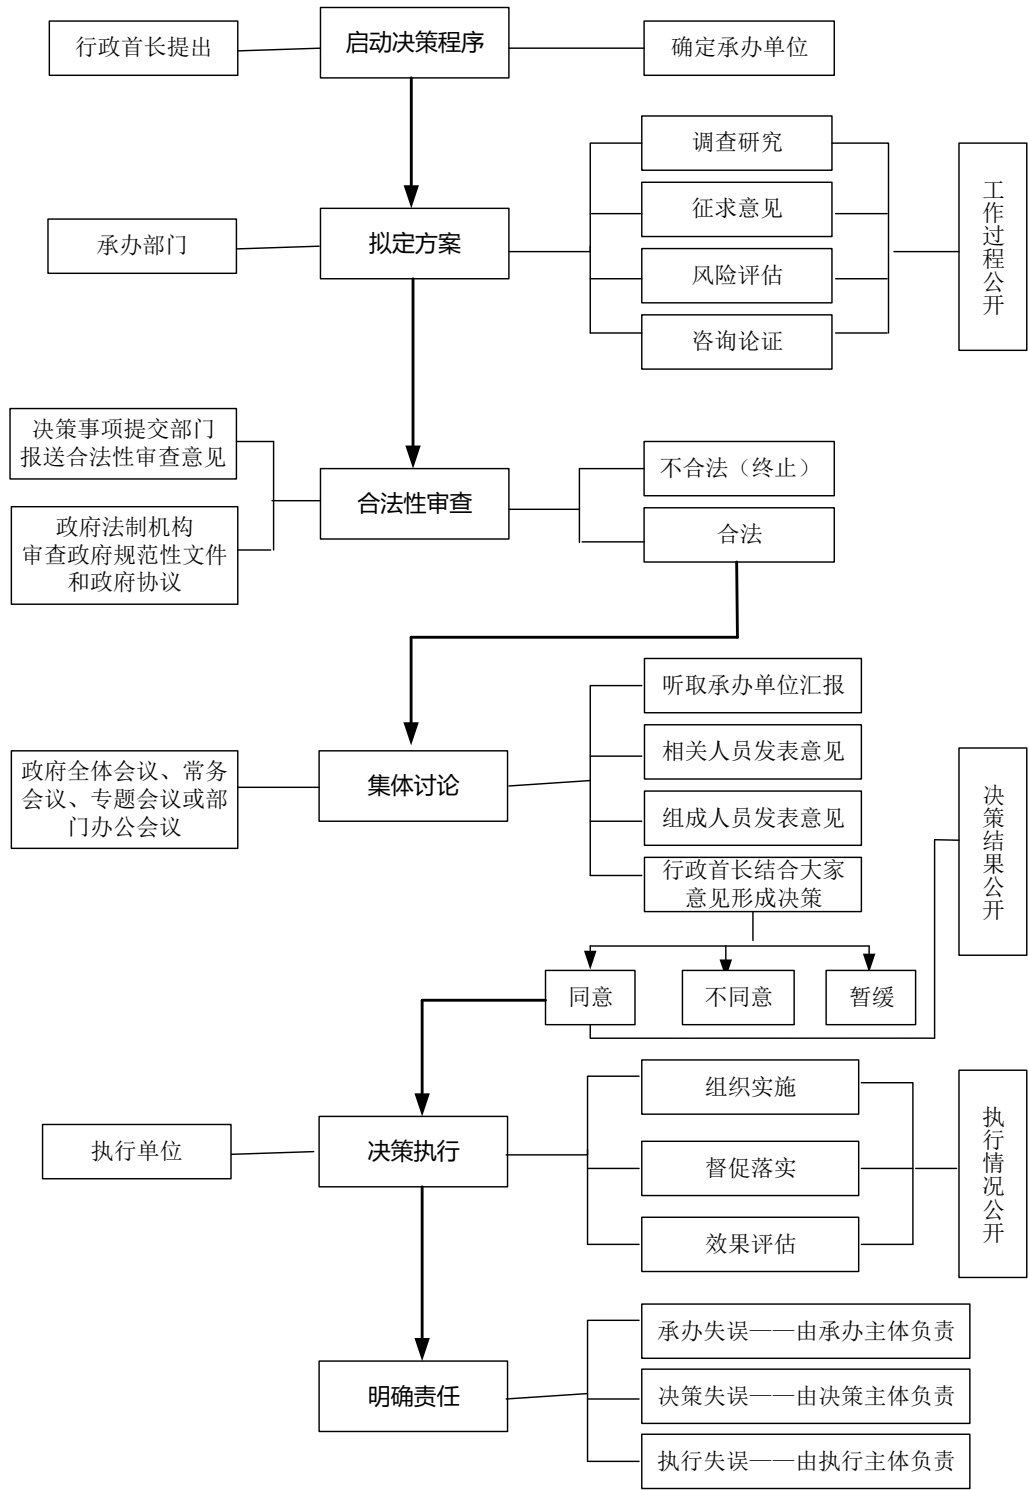 行政首长提出
启动决策程序
确定承办单位
承办部门
拟定方案
调查研究
征求意见
风险评估
咨询论证
工作过程公开
决策事项提交部门
报送合法性审查意见
政府法制机构
审查政府规范性文件
和政府协议
合法性审查
不合法（终止）
合法
政府全体会议、常务
会议、专题会议或部
门办公会议
集体讨论
听取承办单位汇报
相关人员发表意见
组成人员发表意见
行政首长结合大家
意见形成决策
决策结果公开
同意
不同意
暂缓
执行单位
决策执行
组织实施
督促落实
效果评估
执行情况公开
明确责任
承办失误——由承办主体负责
决策失误——由决策主体负责
执行失误——由执行主体负责